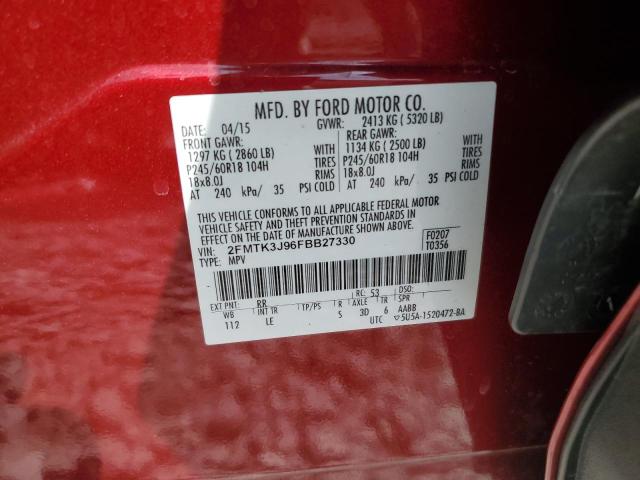 MFD. BY FORD MOTOR CO.
DATE: 04/15 GVWR: 2413 KG ( 5320 LB)
FRONT GAWR: REAR GAWR:
1297 KG ( 2860 LB) WITH 1134 KG ( 2500 LB) WITH
P245/60R18 104H TIRES P245/60R18 104H TIRES
18x8.0J RIMS 18x8.0J RIMS
AT 240 kPa/ 35 PSI COLD AT 240 kPa/ 35 PSI COLD
THIS VEHICLE CONFORMS TO ALL APPLICABLE FEDERAL MOTOR
VEHICLE SAFETY AND THEFT PREVENTION STANDARDS IN
EFFECT ON THE DATE OF MANUFACTURE SHOWN ABOVE.
VIN: 2FMTK3J96FBB27330 F0207
TYPE: MPV T0356
EXT PNT: RR RC: 53 DSO:
WB INT TR TP/PS R AXLE TR SPR
112 LE S 3D 6 AABB
UTC 5U5A-1520472-BA